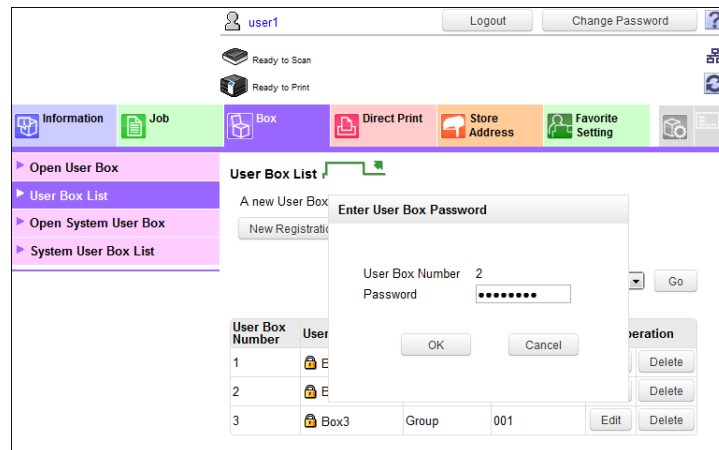 user1
Logout
Change Password
?
Ready to Scan
Ready to Print
Information
Job
Box
Direct Print
Store
Address
Favorite
Setting
Open User Box
User Box List
Open System User Box
System User Box List
User Box List
A new User Box
New Registratio
Enter User Box Password
User Box Number 2
Password ••••••••
OK Cancel
Go
User Box
Number User eration
1 B Delete
2 B Delete
3 Box3 Group 001 Edit Delete